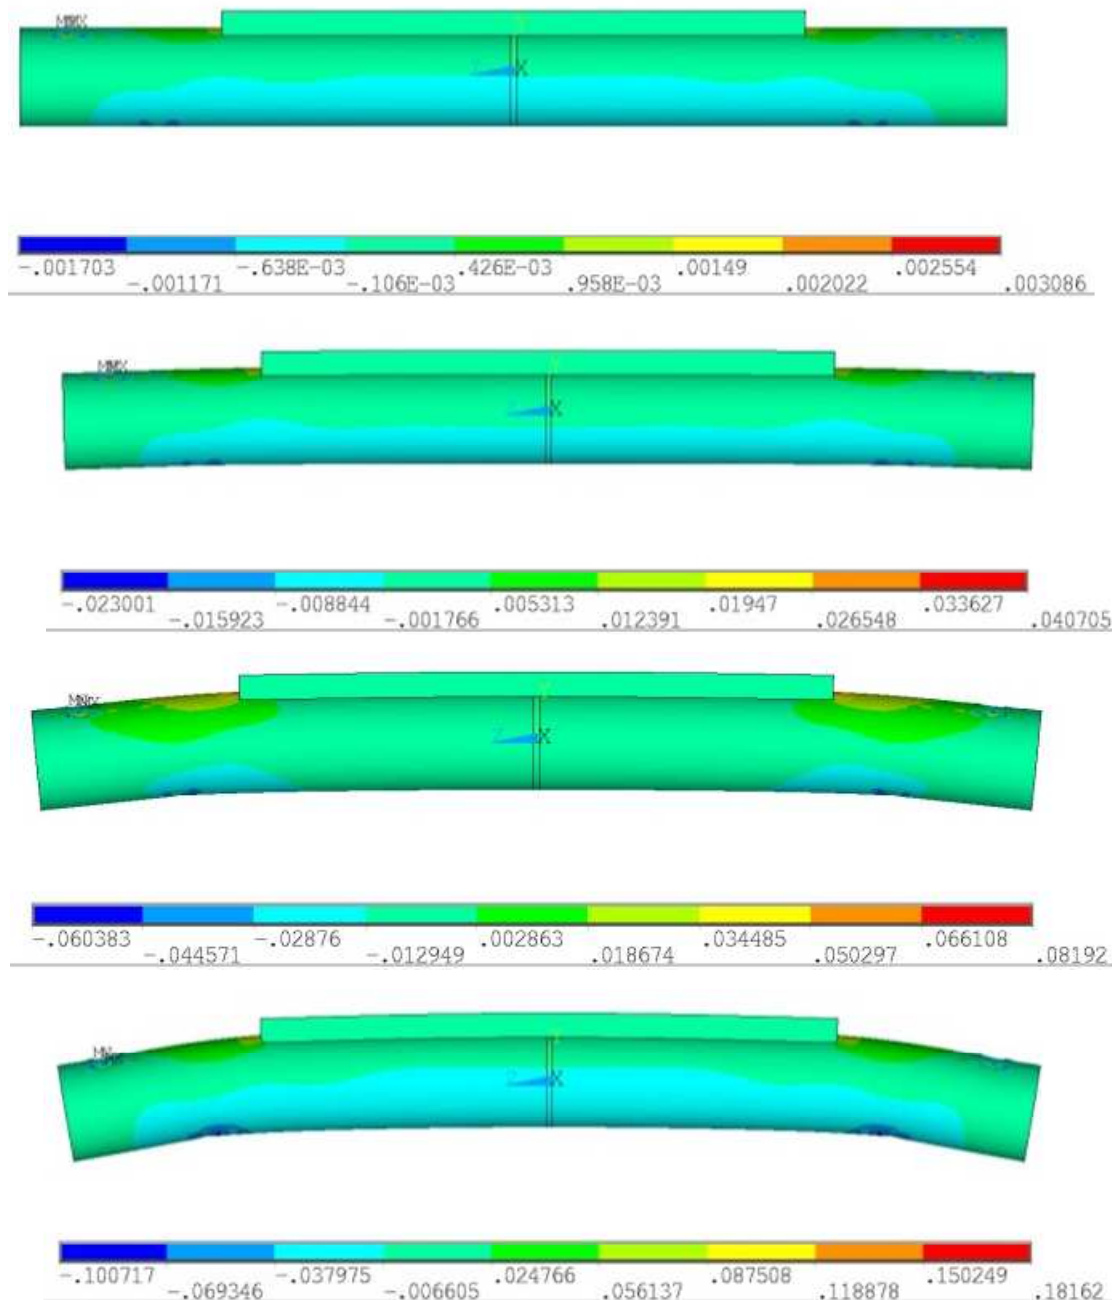 X
-.001703 -.638E-03 .426E-03 .00149 .002554
-.001171 -.106E-03 .958E-03 .002022 .003086
X
-.023001 -.008844 .005313 .01947 .033627
-.015923 -.001766 .012391 .026548 .040705
X
-.060383 -.02876 .002863 .034485 .066108
-.044571 -.012949 .018674 .050297 .08192
X
-.100717 -.037975 .024766 .087508 .150249
-.069346 -.006605 .056137 .118878 .18162